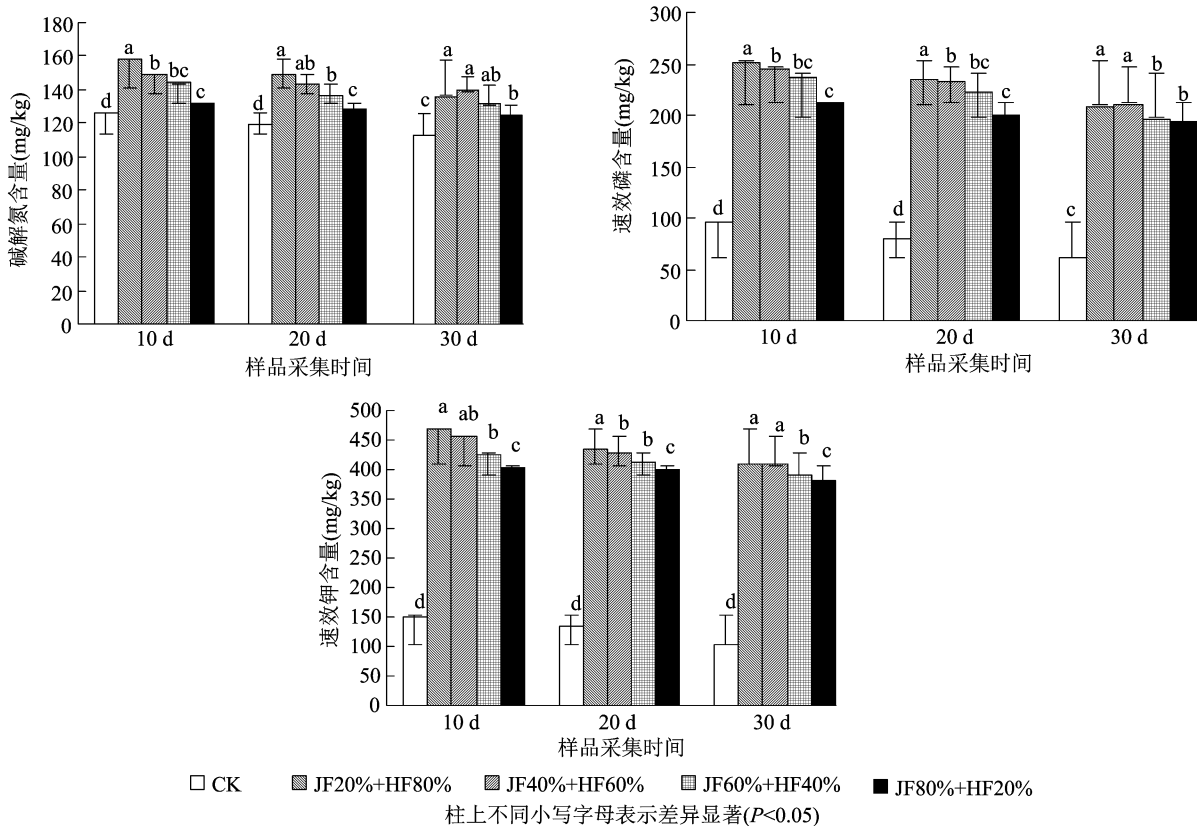 碱解氮含量(mg/kg)
180
160
140
120
100
80
60
40
20
0
a
b
bc
c
d
a
ab
b
c
d
a
a
ab
b
c
10 d
20 d
30 d
样品采集时间
速效磷含量(mg/kg)
300
250
200
150
100
50
0
a
b
bc
c
d
a
b
bc
c
d
a
a
b
b
c
10 d
20 d
30 d
样品采集时间
速效钾含量(mg/kg)
500
450
400
350
300
250
200
150
100
50
0
a
ab
b
c
d
a
b
b
c
d
a
a
b
c
d
10 d
20 d
30 d
样品采集时间
CK JF20%+HF80% JF40%+HF60% JF60%+HF40% JF80%+HF20%
柱上不同小写字母表示差异显著(P<0.05)